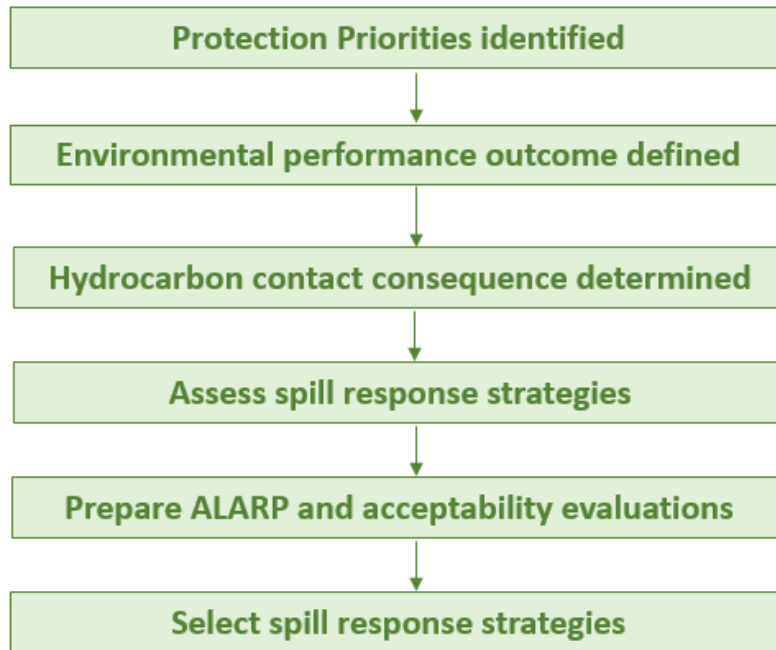 Protection Priorities identified
Environmental performance outcome defined
Hydrocarbon contact consequence determined
Assess spill response strategies
Prepare ALARP and acceptability evaluations
Select spill response strategies